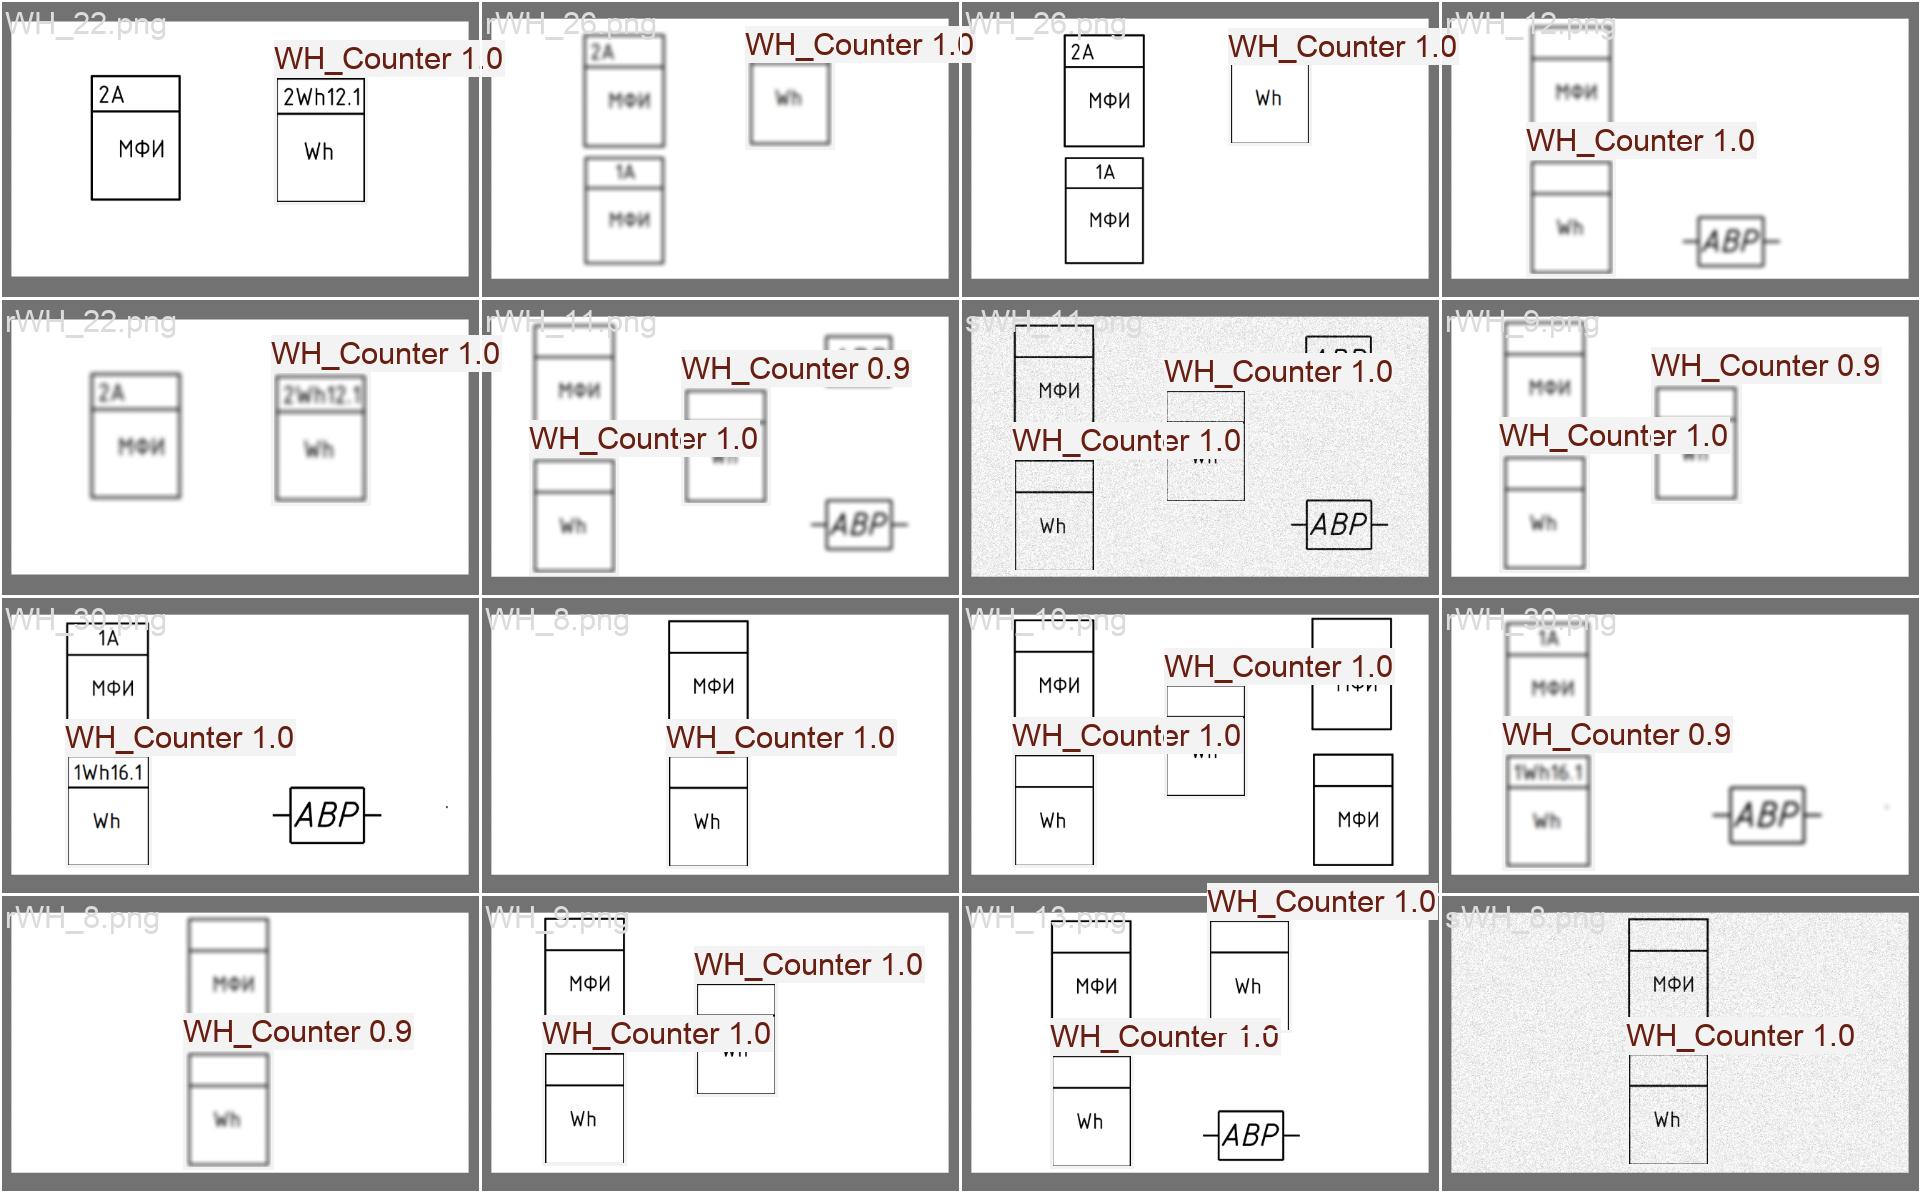 WH_22.png
WH_Counter 1.0
2A
2Wh12.1
МФИ
Wh
rWH_26.png
WH_Counter 1.0
2A
МФИ
Wh
1A
МФИ
WH_26.png
WH_Counter 1.0
2A
МФИ
Wh
1A
МФИ
rWH_12.png
МФИ
WH_Counter 1.0
Wh
АВР
rWH_22.png
WH_Counter 1.0
2A
2Wh12.1
МФИ
Wh
rWH_11.png
WH_Counter 0.9
МФИ
WH_Counter 1.0
Wh
АВР
sWH_11.png
АВР
WH_Counter 1.0
МФИ
WH_Counter 1.0
Wh
Wh
АВР
rWH_9.png
WH_Counter 0.9
МФИ
WH_Counter 1.0
Wh
Wh
WH_30.png
1A
МФИ
WH_Counter 1.0
1Wh16.1
Wh
АВР
WH_8.png
МФИ
WH_Counter 1.0
Wh
WH_10.png
WH_Counter 1.0
МФИ
МФИ
WH_Counter 1.0
Wh
Wh
МФИ
rWH_30.png
1A
МФИ
WH_Counter 0.9
1Wh16.1
Wh
АВР
rWH_8.png
МФИ
WH_Counter 0.9
Wh
WH_9.png
WH_Counter 1.0
МФИ
WH_Counter 1.0
Wh
Wh
WH_Counter 1.0
WH_13.png
МФИ
Wh
WH_Counter 1.0
Wh
АВР
sWH_8.png
МФИ
WH_Counter 1.0
Wh